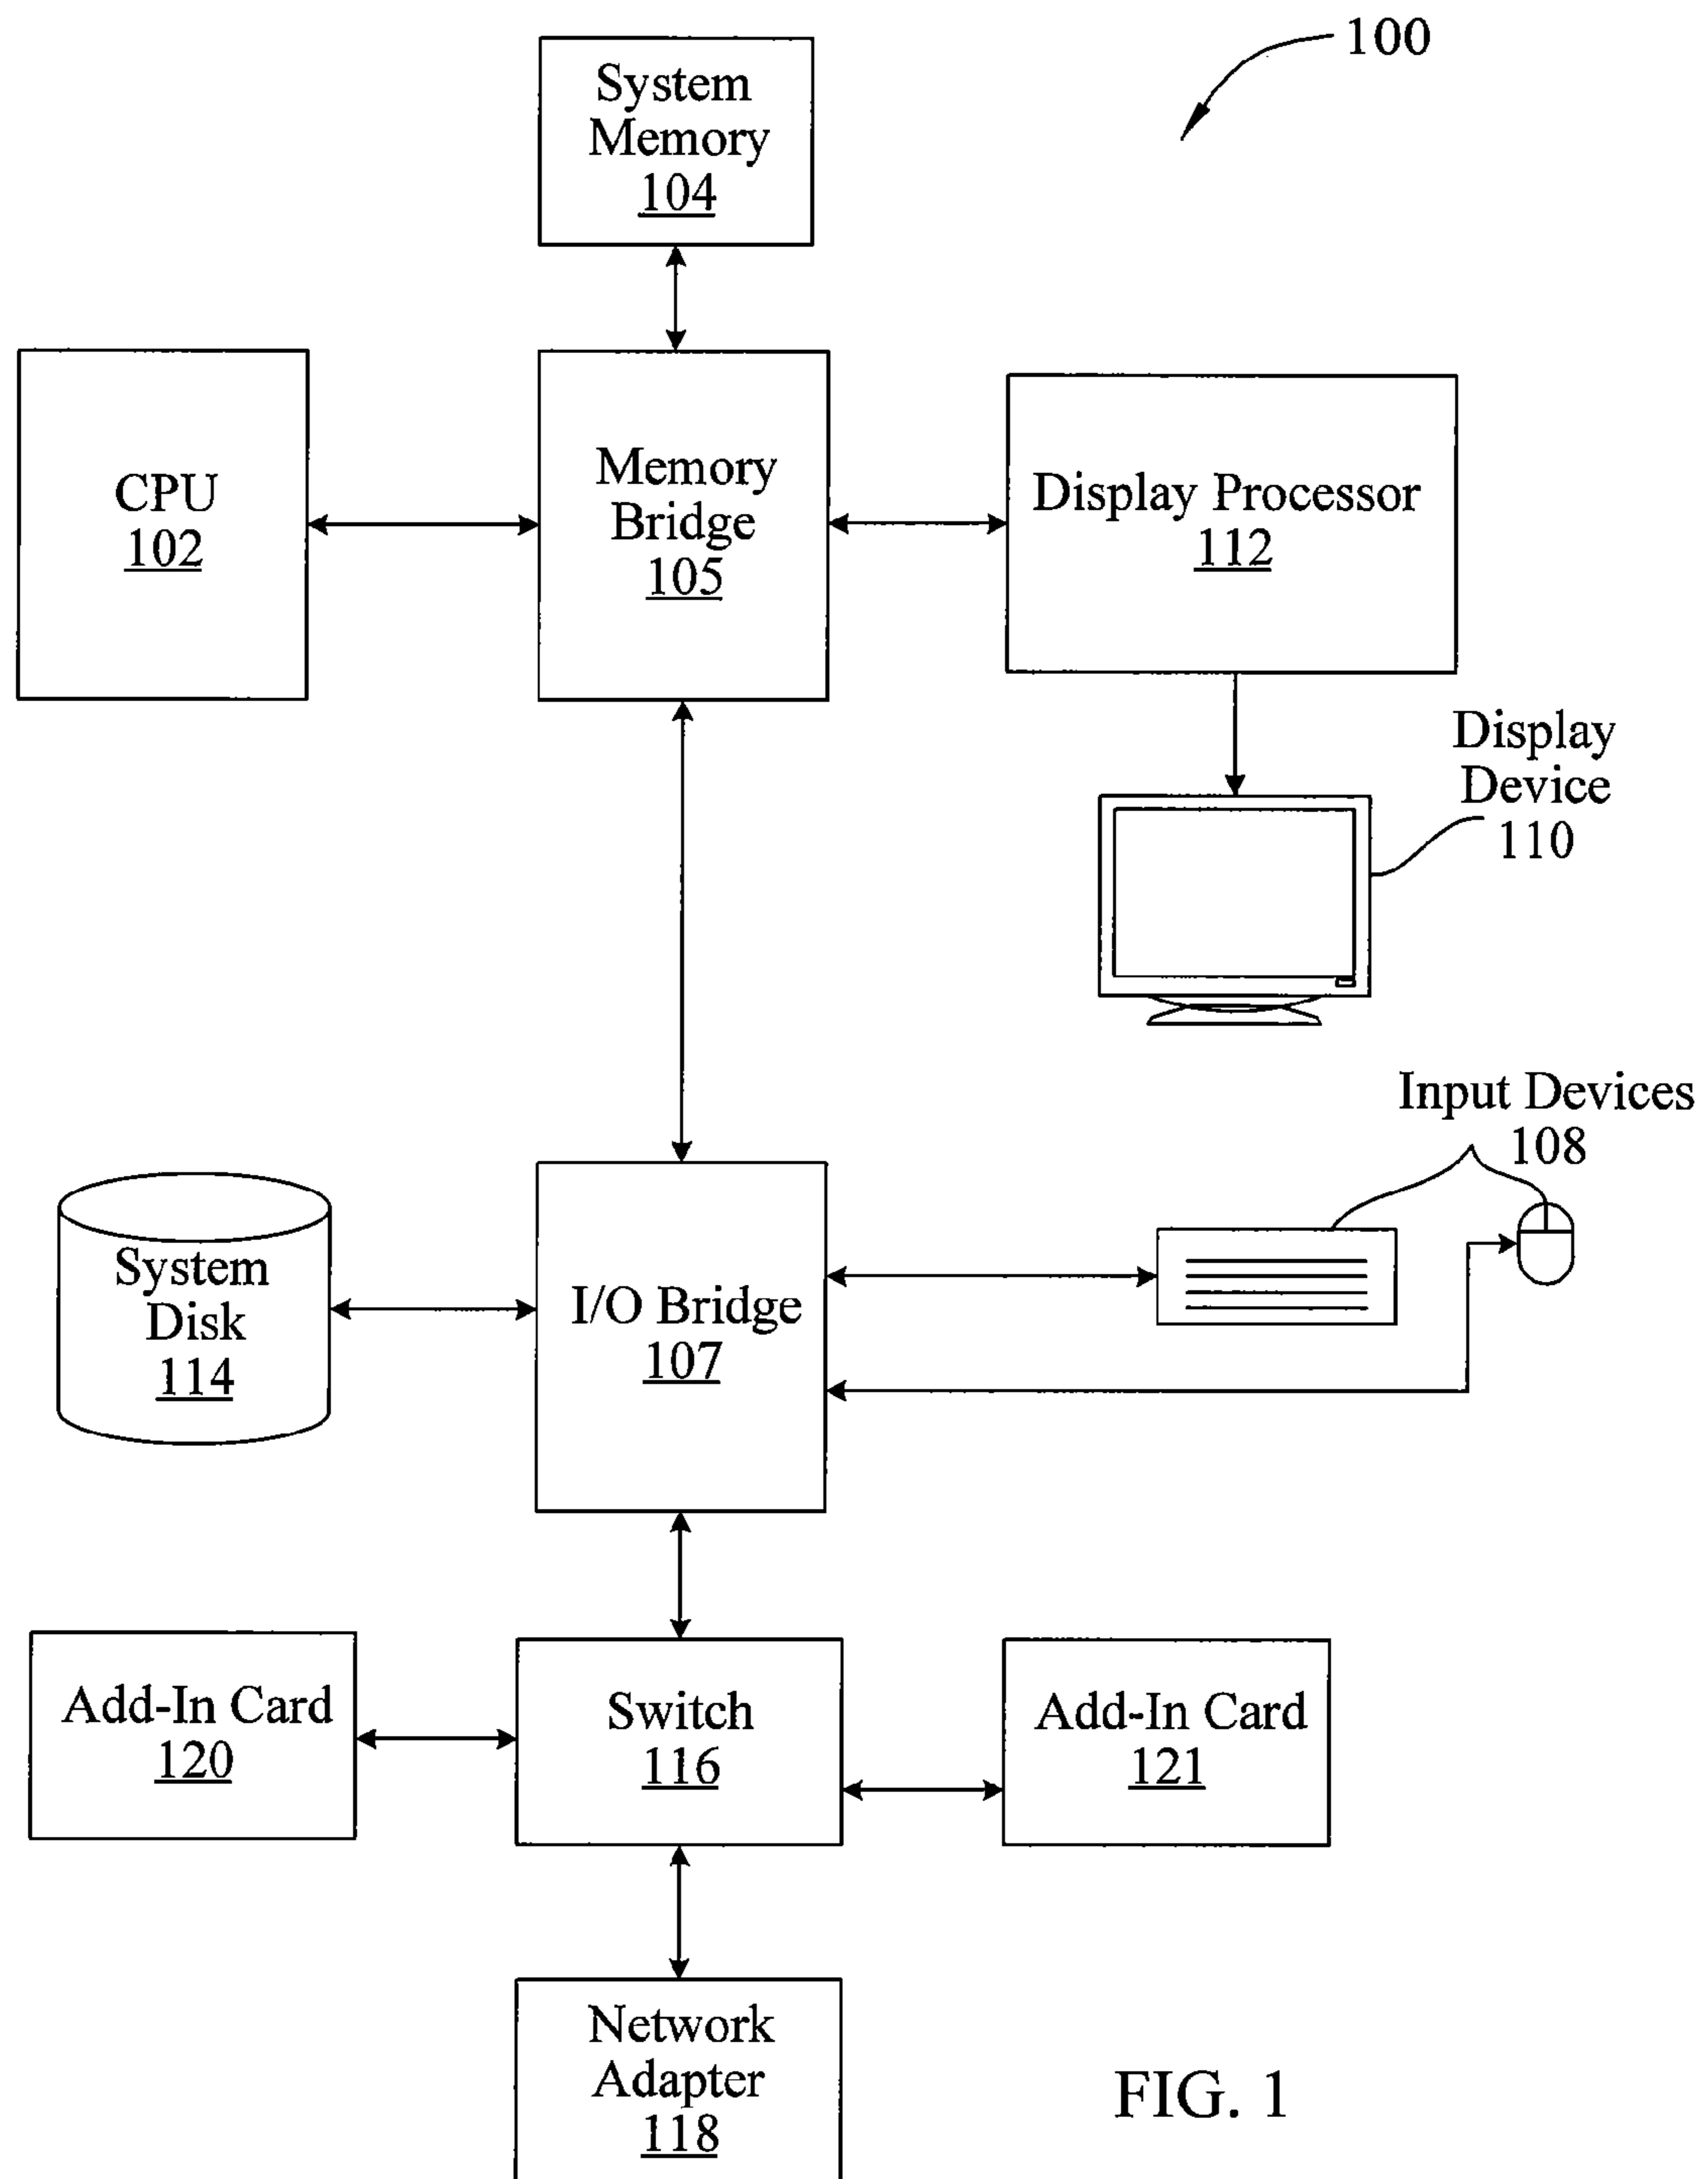 100
System
Memory
104
CPU
102
Memory
Bridge
105
Display Processor
112
Display
Device
110
Input Devices
108
System
Disk
114
I/O Bridge
107
Add-In Card
120
Switch
116
Add-In Card
121
Network
Adapter
118
FIG. 1